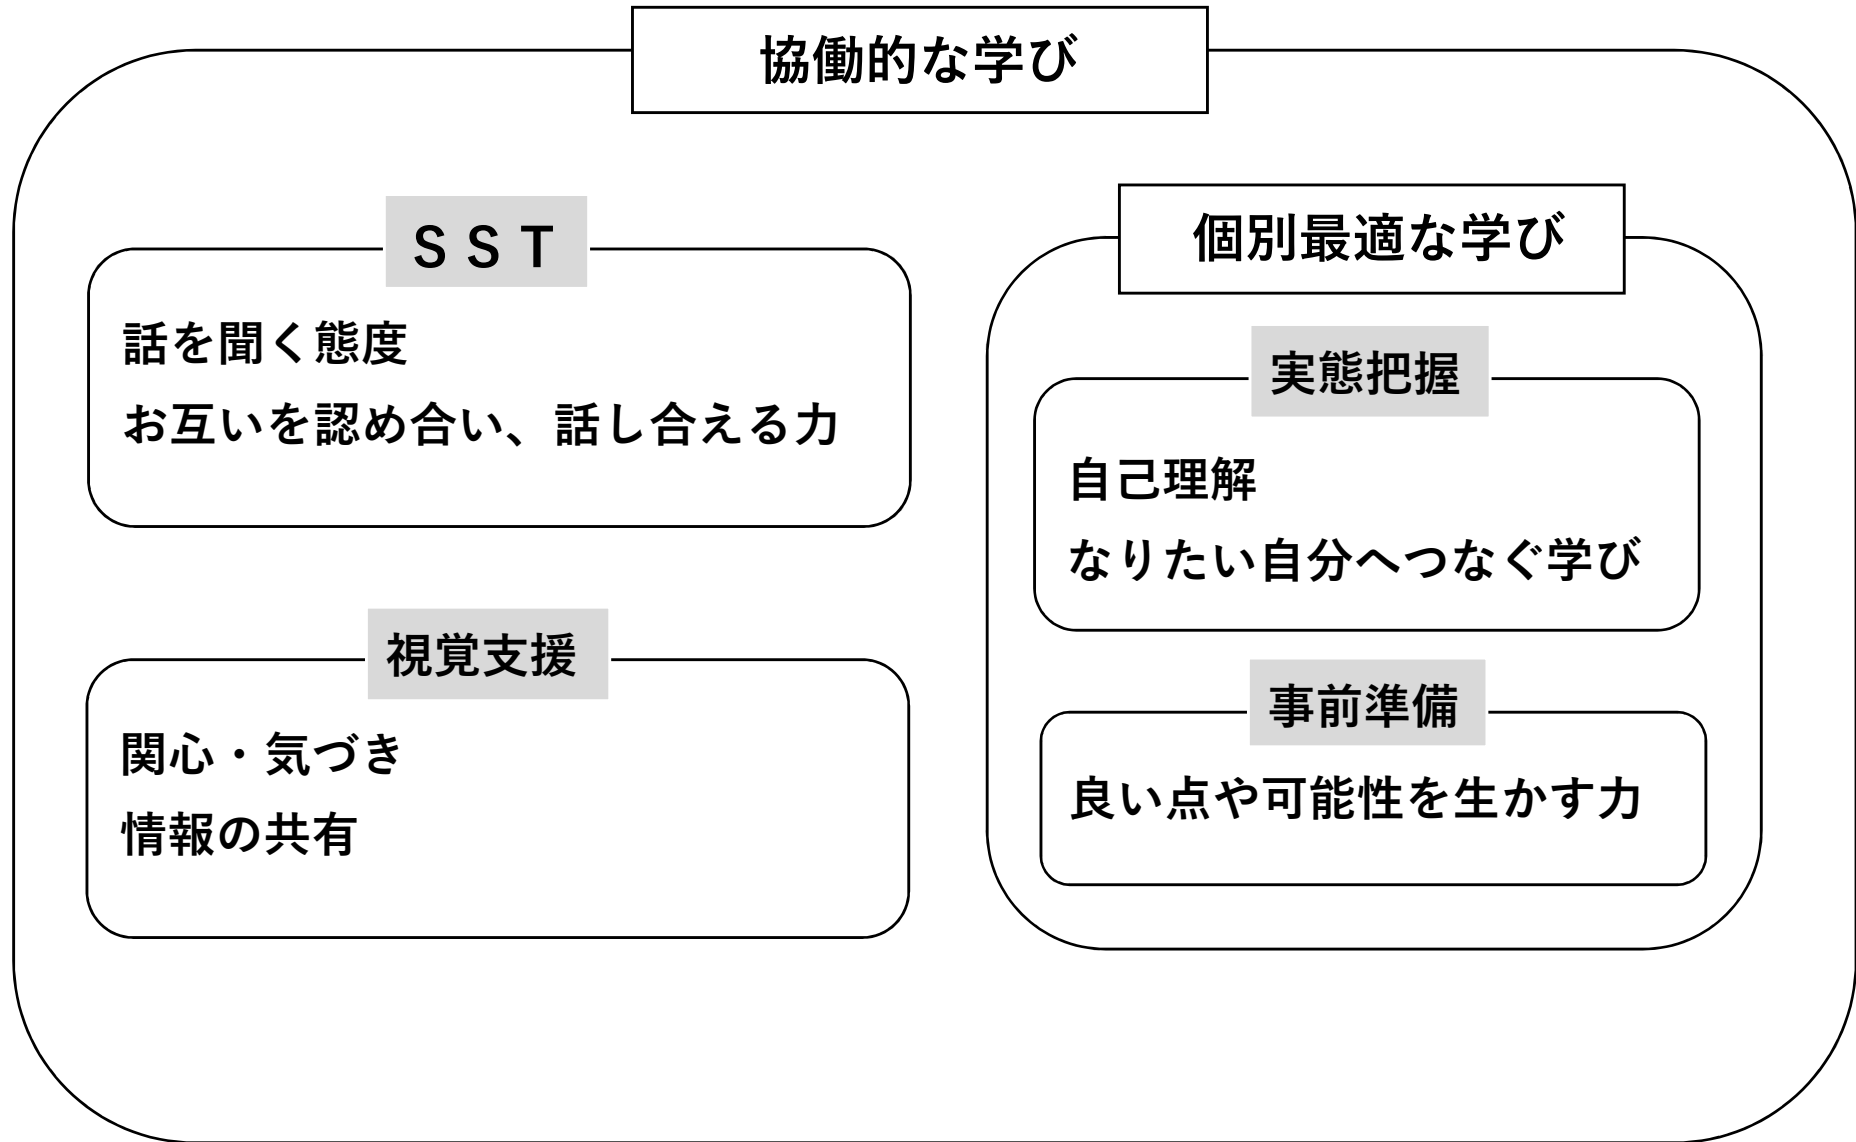 協働的な学び
ＳＳＴ
話を聞く態度
お互いを認め合い、話し合える力
視覚支援
関心・気づき
情報の共有
個別最適な学び
実態把握
自己理解
なりたい自分へつなぐ学び
事前準備
良い点や可能性を生かす力